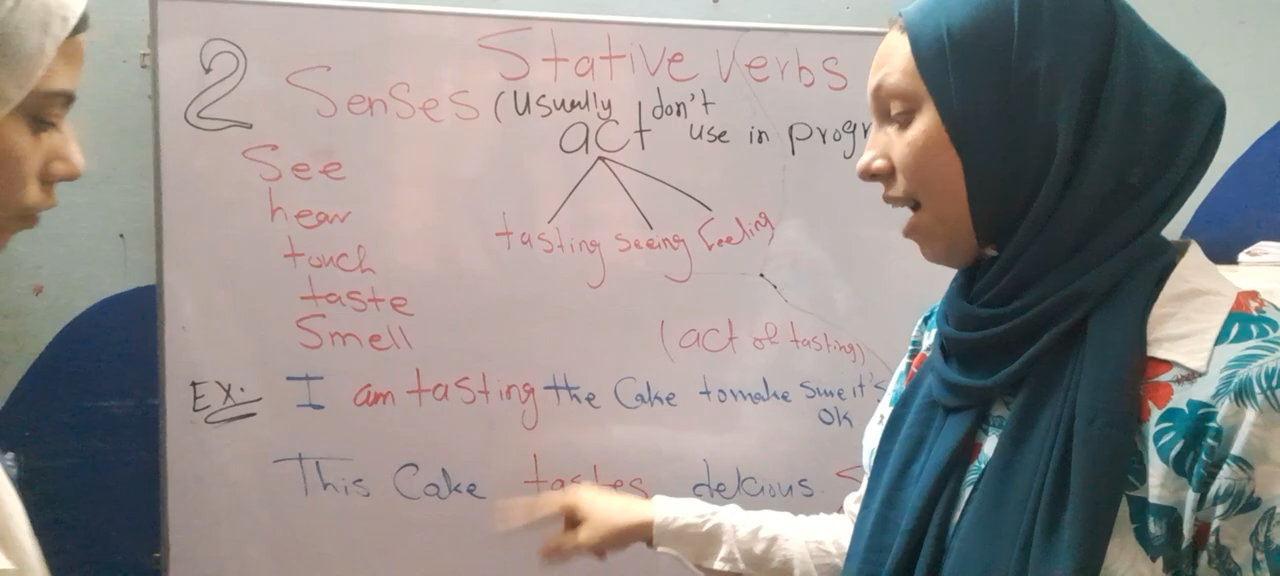 2 Stative verbs
Senses (usually don't
act use in progr
See
hear
touch
taste
Smell
tasting seeing feeling
(act of tasting)
EX. I am tasting the Cake to make sure it's
ok
This Cake tastes delcious